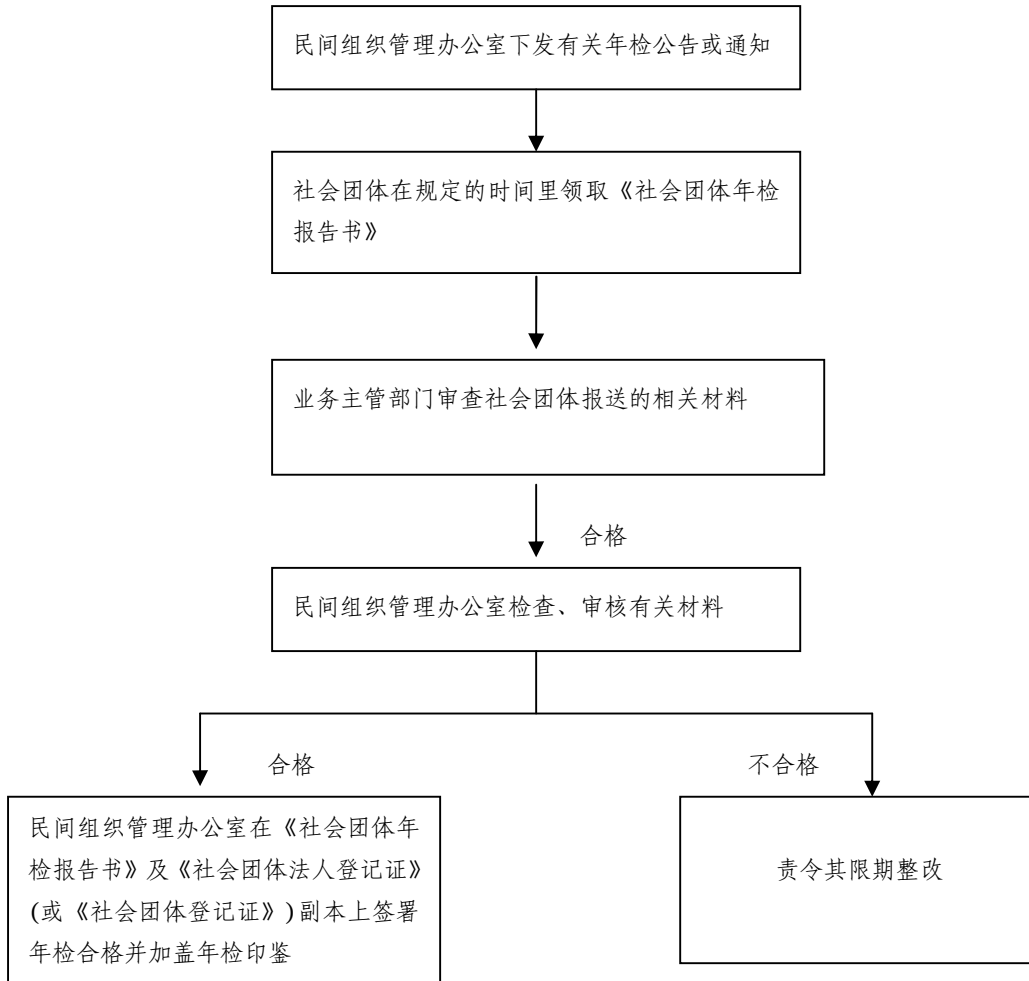 民间组织管理办公室下发有关年检公告或通知
社会团体在规定的时间里领取《社会团体年检
报告书》
业务主管部门审查社会团体报送的相关材料
合格
民间组织管理办公室检查、审核有关材料
合格
不合格
民间组织管理办公室在《社会团体年
检报告书》及《社会团体法人登记证》
(或《社会团体登记证》)副本上签署
年检合格并加盖年检印鉴
责令其限期整改